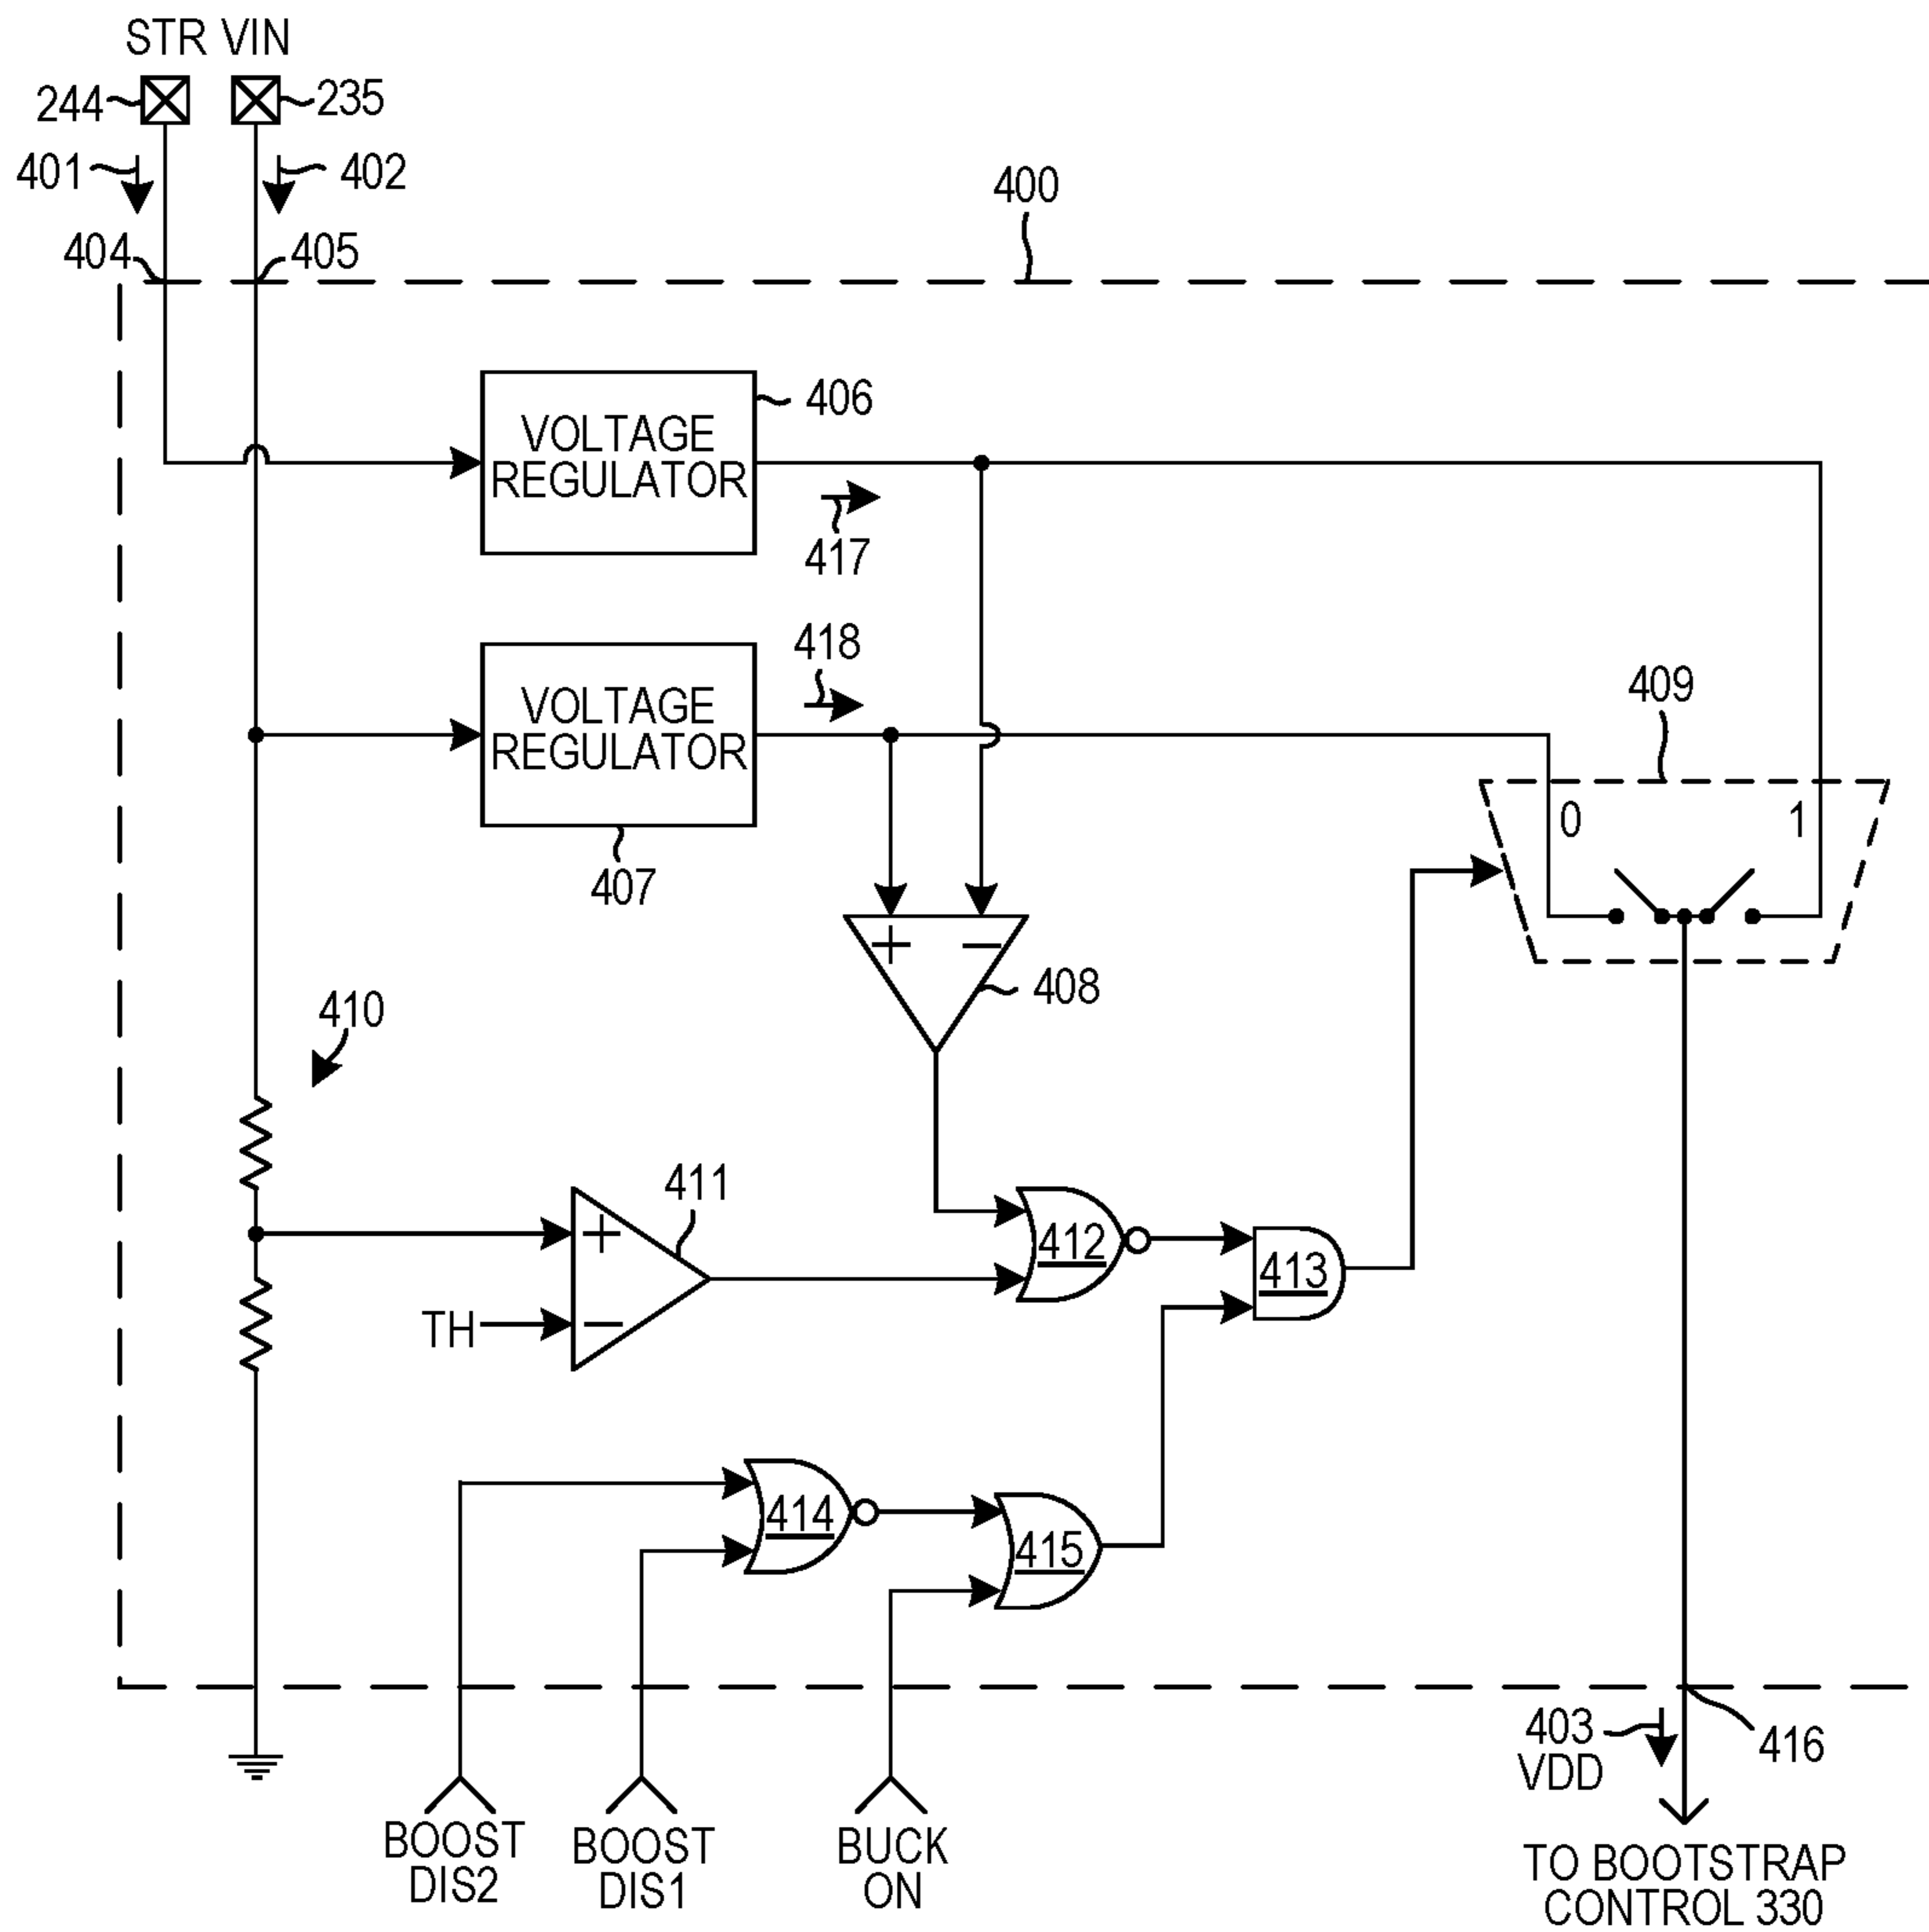 STR VIN
244
235
401
402
400
404
405
VOLTAGE
REGULATOR
406
417
418
VOLTAGE
REGULATOR
407
409
0
1
+
−
408
410
411
+
−
TH
412
413
414
415
403
VDD
416
BOOST
DIS2
BOOST
DIS1
BUCK
ON
TO BOOTSTRAP
CONTROL 330